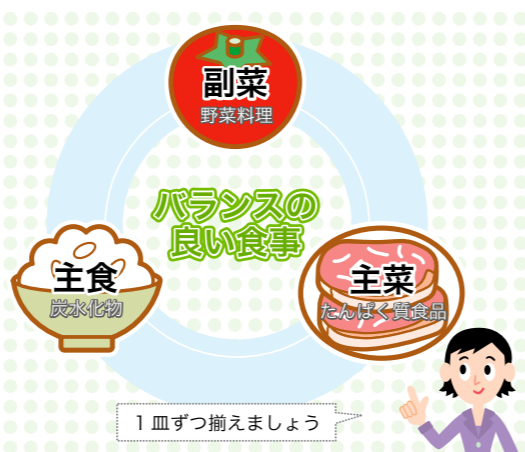 副菜
野菜料理
バランスの
良い食事
主食
炭水化物
主菜
たんぱく質食品
1皿ずつ揃えましょう